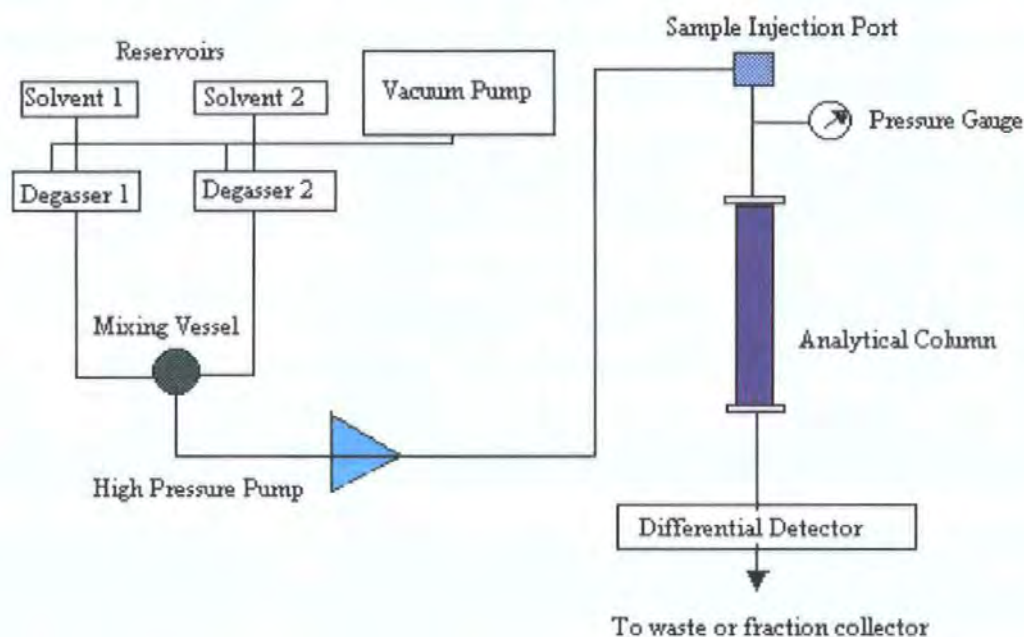 Reservoirs
Solvent 1
Solvent 2
Vacuum Pump
Degasser 1
Degasser 2
Mixing Vessel
High Pressure Pump
Sample Injection Port
Pressure Gauge
Analytical Column
Differential Detector
To waste or fraction collector